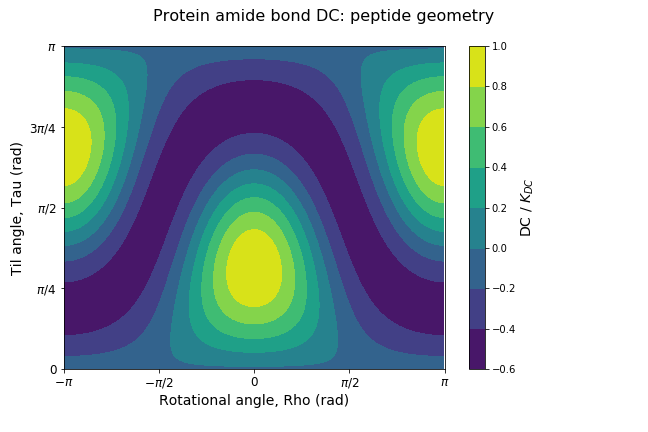 Protein amide bond DC: peptide geometry
π
3π/4
π/2
π/4
0
Til angle, Tau (rad)
−π
−π/2
0
π/2
π
Rotational angle, Rho (rad)
1.0
0.8
0.6
0.4
0.2
0.0
−0.2
−0.4
−0.6
DC / K_{DC}